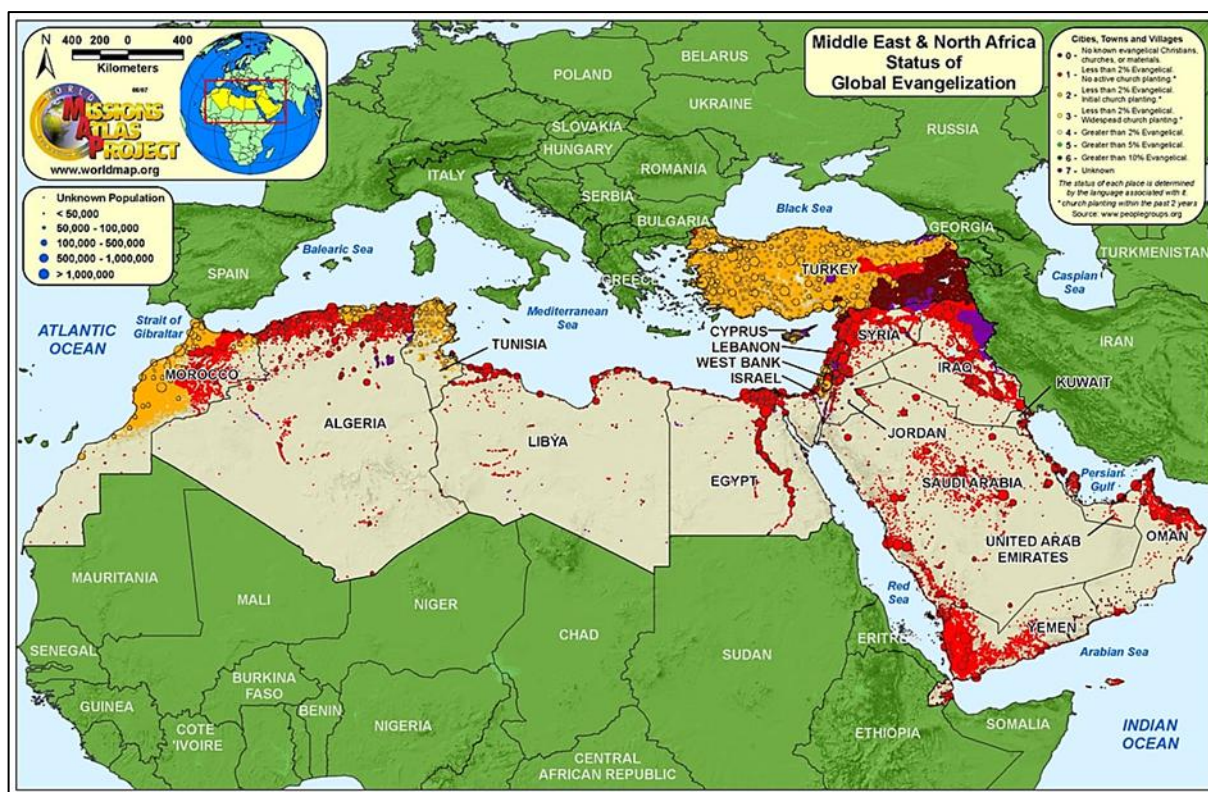 N
400 200 0 400
Kilometers
06/07
WORLD
MISSIONS
ATLAS
PROJECT
www.worldmap.org
Unknown Population
< 50,000
50,000 - 100,000
100,000 - 500,000
500,000 - 1,000,000
> 1,000,000
Middle East & North Africa
Status of
Global Evangelization
Cities, Towns and Villages
0 - No known evangelical Christians,
churches, or materials.
1 - Less than 2% Evangelical.
No active church planting.*
2 - Less than 2% Evangelical.
Initial church planting.*
3 - Less than 2% Evangelical.
Widespread church planting.*
4 - Greater than 2% Evangelical.
5 - Greater than 5% Evangelical.
6 - Greater than 10% Evangelical.
7 - Unknown
The status of each place is determined
by the language associated with it.
*church planting within the past 2 years
Source: www.peoplegroups.org
BELARUS
POLAND
UKRAINE
SLOVAKIA
HUNGARY
RUSSIA
ROMANIA
ITALY
SERBIA
BULGARIA
Black Sea
GEORGIA
TURKMENISTAN
Balearic Sea
SPAIN
GREECE
TURKEY
Caspian
Sea
ATLANTIC
OCEAN
Strait of
Gibraltar
Mediterranean
Sea
CYPRUS
LEBANON
WEST BANK
ISRAEL
SYRIA
IRAQ
IRAN
TUNISIA
MOROCCO
KUWAIT
ALGERIA
LIBYA
EGYPT
JORDAN
SAUDI ARABIA
Persian
Gulf
UNITED ARAB
EMIRATES
OMAN
MAURITANIA
MALI
NIGER
CHAD
SUDAN
Red
Sea
ERITREA
YEMEN
Arabian Sea
SENEGAL
BURKINA
FASO
GUINEA
BENIN
COTE
'IVOIRE
NIGERIA
CENTRAL
AFRICAN REPUBLIC
ETHIOPIA
SOMALIA
INDIAN
OCEAN